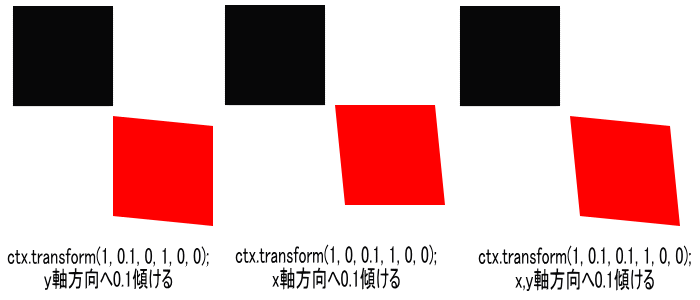 ctx.transform(1, 0.1, 0, 1, 0, 0);
y軸方向へ0.1傾ける
ctx.transform(1, 0, 0.1, 1, 0, 0);
x軸方向へ0.1傾ける
ctx.transform(1, 0.1, 0.1, 1, 0, 0);
x,y軸方向へ0.1傾ける